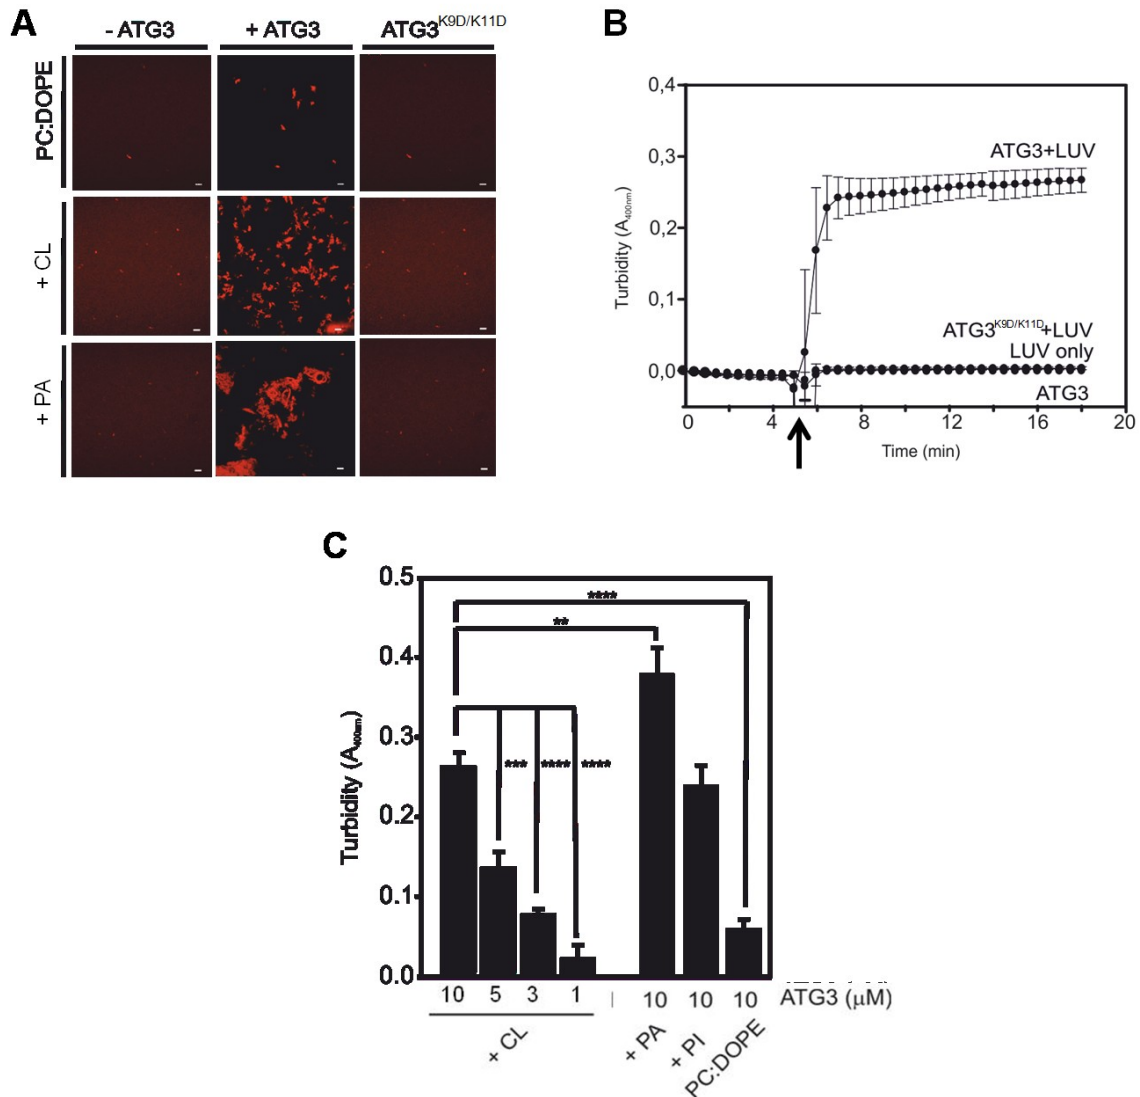 A
- ATG3
+ ATG3
ATG3K9D/K11D
PC:DOPE
+ CL
+ PA
B
0,4
0,3
0,2
0,1
0,0
Turbidity (A400nm)
ATG3+LUV
ATG3K9D/K11D+LUV
LUV only
ATG3
0 4 8 12 16 20
Time (min)
C
0.5
0.4
0.3
0.2
0.1
0.0
Turbidity (A400nm)
****
**
*** **** ****
10 5 3 1 10 10 10 ATG3 (μM)
+ CL
+ PA
+ PI
PC:DOPE